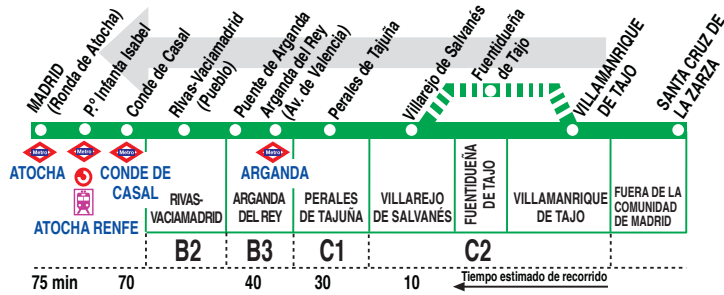 MADRID
(Ronda de Atocha)
P.º Infanta Isabel
Conde de Casal
Rivas-Vaciamadrid
(Pueblo)
Puente de Arganda
Arganda del Rey
(Av. de Valencia)
Perales de Tajuña
Villarejo de Salvanés
Fuentidueña
de Tajo
VILLAMANRIQUE
DE TAJO
SANTA CRUZ DE
LA ZARZA
Metro
Metro
Metro
Metro
ATOCHA
ATOCHA RENFE
CONDE DE
CASAL
ARGANDA
RIVAS-
VACIAMADRID
ARGANDA
DEL REY
PERALES
DE TAJUÑA
VILLAREJO
DE SALVANÉS
FUENTIDUEÑA
DE TAJO
VILLAMANRIQUE
DE TAJO
FUERA DE LA
COMUNIDAD
DE MADRID
B2
B3
C1
C2
75 min
70
40
30
10
Tiempo estimado de recorrido